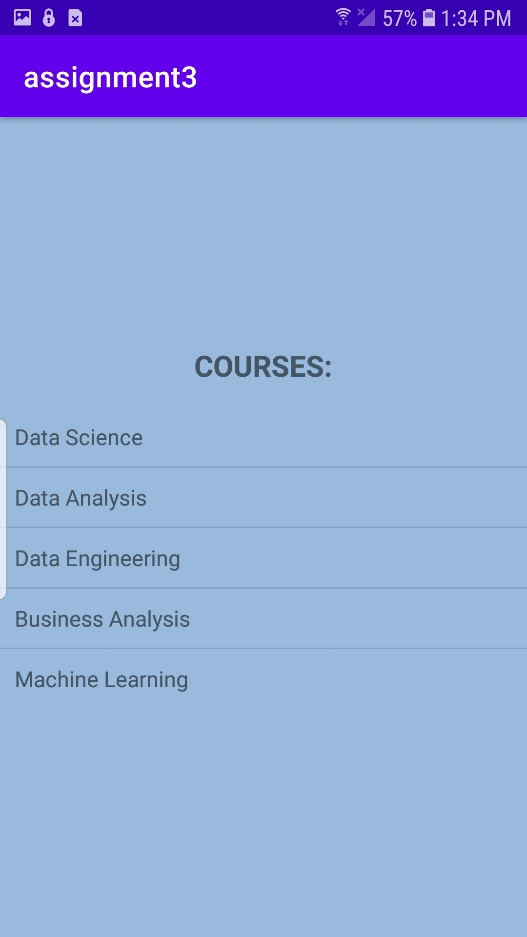 57% 1:34 PM
assignment3
COURSES:
Data Science
Data Analysis
Data Engineering
Business Analysis
Machine Learning